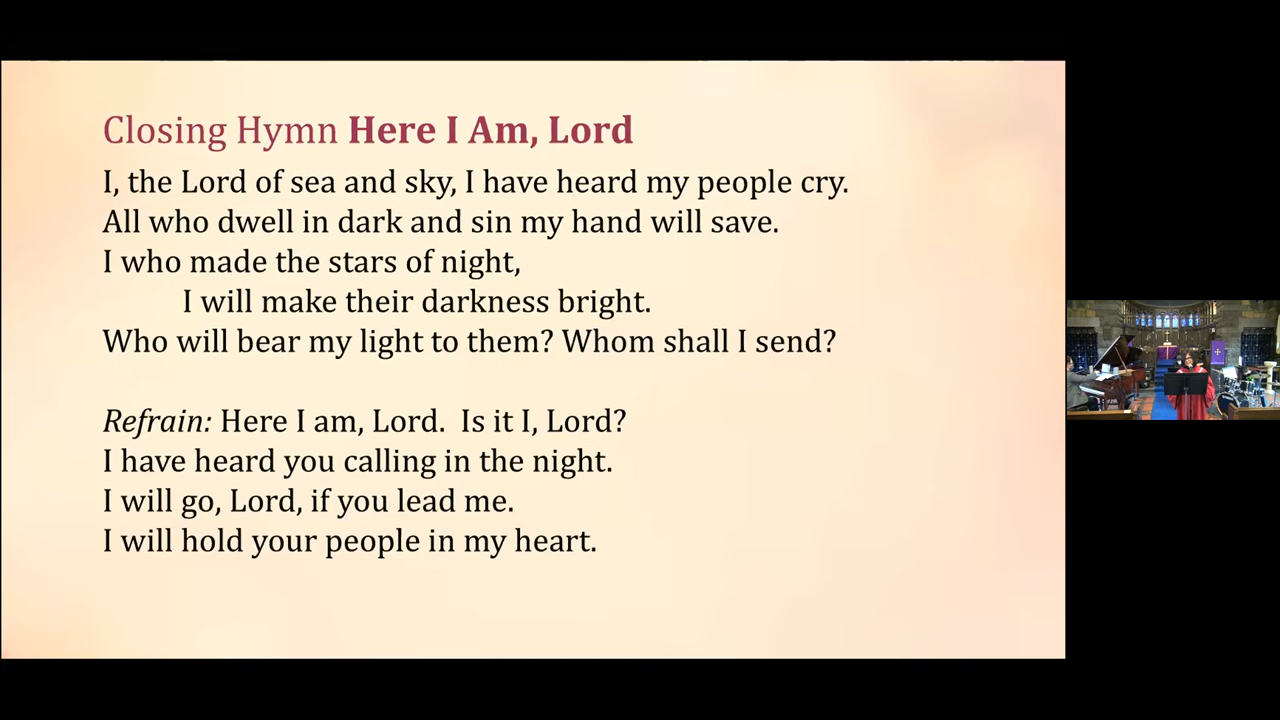 Closing Hymn Here I Am, Lord
I, the Lord of sea and sky, I have heard my people cry.
All who dwell in dark and sin my hand will save.
I who made the stars of night,
I will make their darkness bright.
Who will bear my light to them? Whom shall I send?
Refrain: Here I am, Lord.  Is it I, Lord?
I have heard you calling in the night.
I will go, Lord, if you lead me.
I will hold your people in my heart.